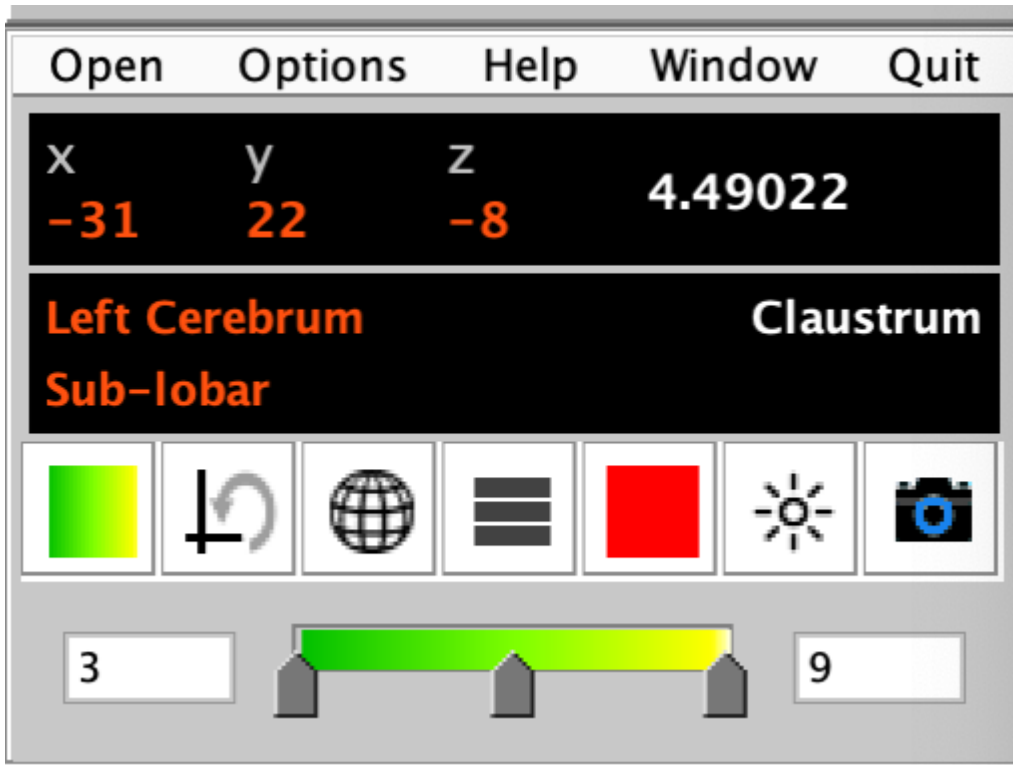 Open Options Help Window Quit
x y z
-31 22 -8 4.49022
Left Cerebrum Claustrum
Sub-lobar
3 9